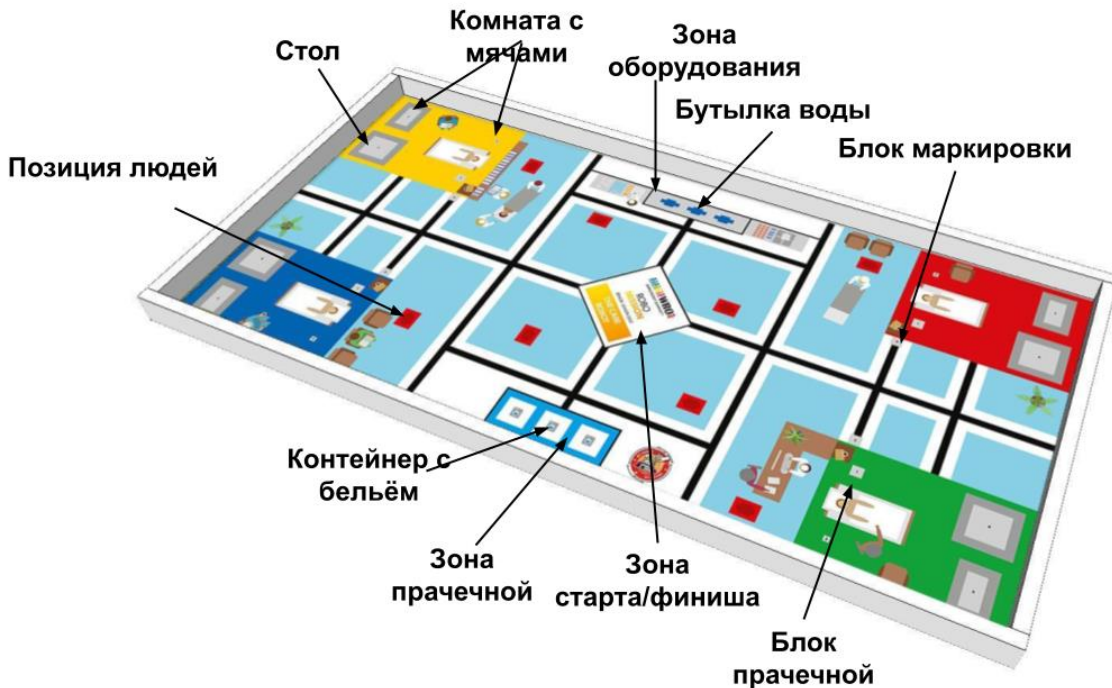 Комната с
мячами
Стол
Зона
оборудования
Бутылка воды
Блок маркировки
Позиция людей
Контейнер с
бельём
Зона
прачечной
Зона
старта/финиша
Блок
прачечной